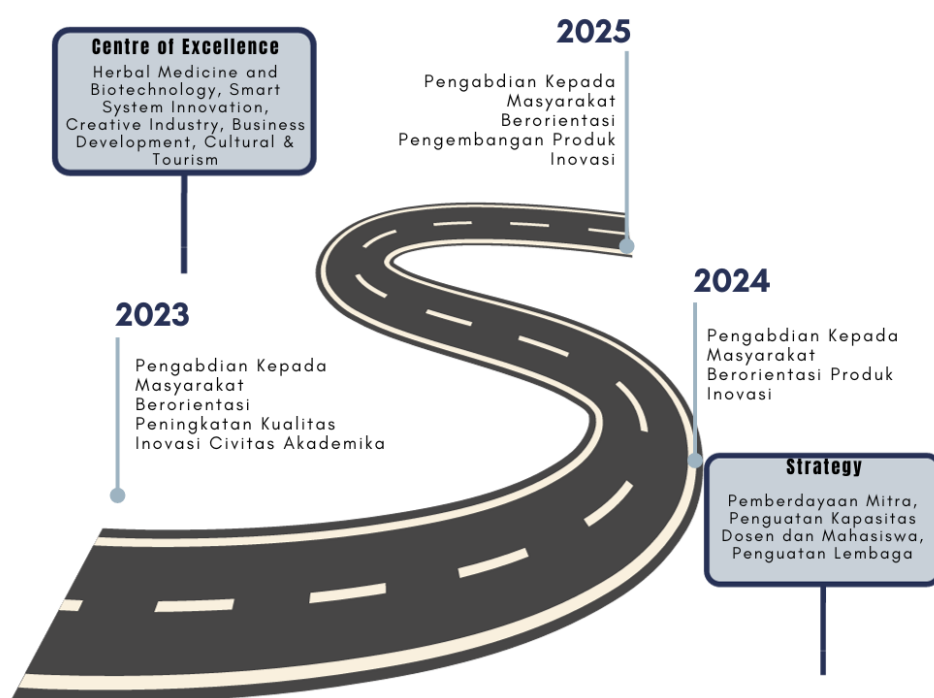 Centre of Excellence
Herbal Medicine and
Biotechnology, Smart
System Innovation,
Creative Industry, Business
Development, Cultural &
Tourism
2025
Pengabdian Kepada
Masyarakat
Berorientasi
Pengembangan Produk
Inovasi
2023
Pengabdian Kepada
Masyarakat
Berorientasi
Peningkatan Kualitas
Inovasi Civitas Akademika
2024
Pengabdian Kepada
Masyarakat
Berorientasi Produk
Inovasi
Strategy
Pemberdayaan Mitra,
Penguatan Kapasitas
Dosen dan Mahasiswa,
Penguatan Lembaga